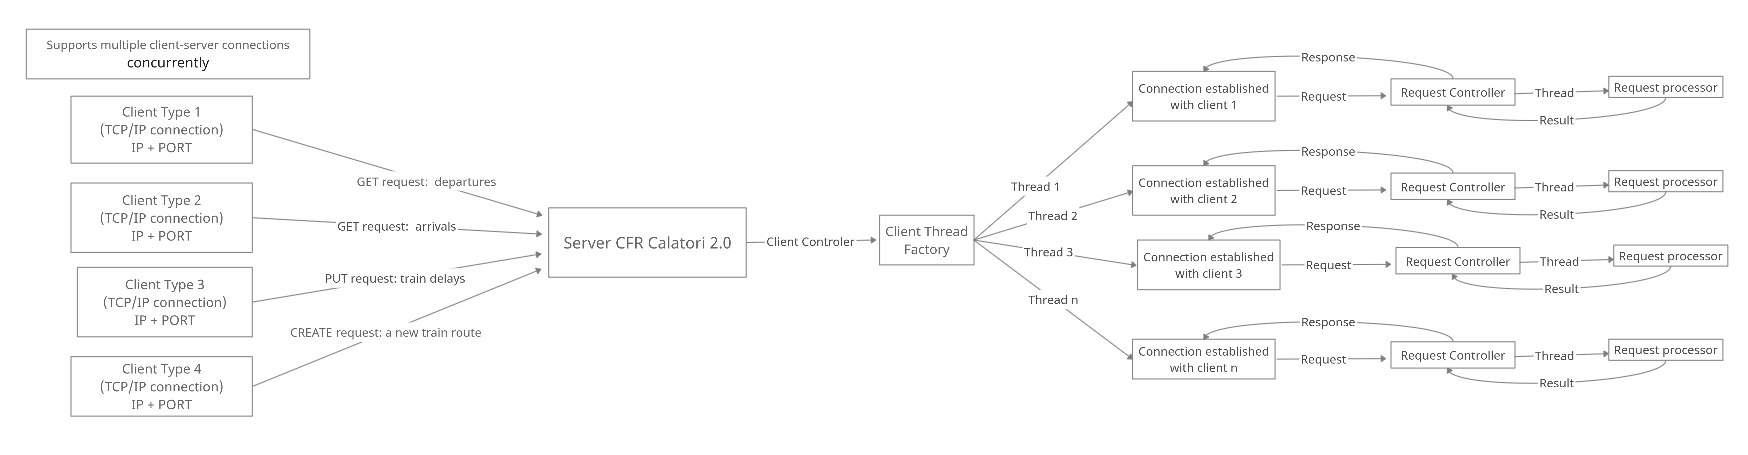 Supports multiple client-server connections
concurrently
Client Type 1
(TCP/IP connection)
IP + PORT
GET request:  departures
Client Type 2
(TCP/IP connection)
IP + PORT
GET request:  arrivals
Client Type 3
(TCP/IP connection)
IP + PORT
PUT request: train delays
Client Type 4
(TCP/IP connection)
IP + PORT
CREATE request: a new train route
Server CFR Calatori 2.0
Client Controler
Client Thread
Factory
Thread 1
Connection established
with client 1
Request
Response
Request Controller
Thread
Request processor
Result
Thread 2
Connection established
with client 2
Request
Response
Request Controller
Thread
Request processor
Result
Thread 3
Connection established
with client 3
Request
Response
Request Controller
Thread
Request processor
Result
Thread n
Connection established
with client n
Request
Response
Request Controller
Thread
Request processor
Result